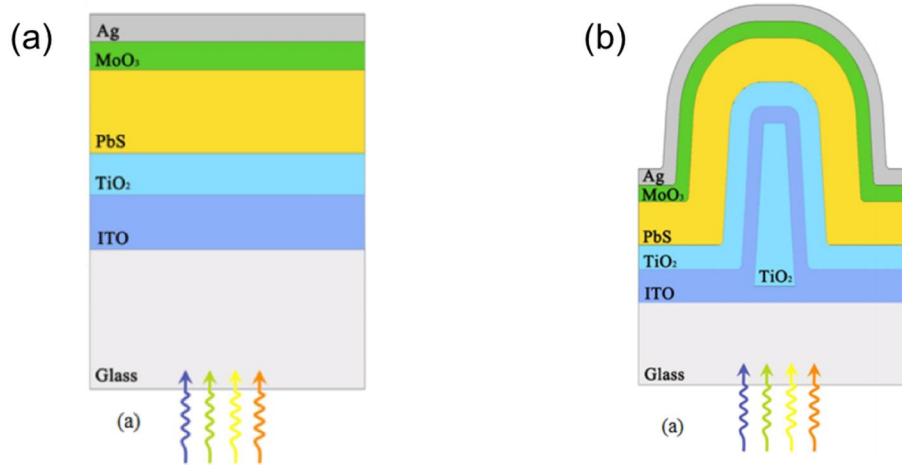 (a)
Ag
MoO₃
PbS
TiO₂
ITO
Glass
(a)
(b)
Ag
MoO₃
PbS
TiO₂
TiO₂
ITO
Glass
(a)